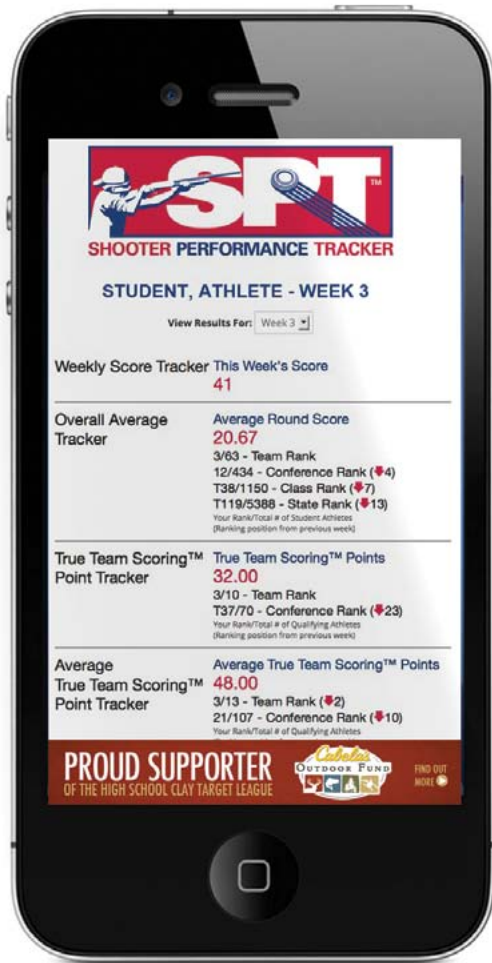 SPT™
SHOOTER PERFORMANCE TRACKER
STUDENT, ATHLETE - WEEK 3
View Results For: Week 3
Weekly Score Tracker This Week's Score
41
Overall Average Tracker
Average Round Score
20.67
3/63 - Team Rank
12/434 - Conference Rank (🡇4)
T38/1150 - Class Rank (🡇7)
T119/5388 - State Rank (🡇13)
Your Rank/Total # of Student Athletes
(Ranking position from previous week)
True Team Scoring™ Point Tracker
True Team Scoring™ Points
32.00
3/10 - Team Rank
T37/70 - Conference Rank (🡇23)
Your Rank/Total # of Qualifying Athletes
(Ranking position from previous week)
Average True Team Scoring™ Point Tracker
Average True Team Scoring™ Points
48.00
3/13 - Team Rank (🡇2)
21/107 - Conference Rank (🡇10)
Your Rank/Total # of Qualifying Athletes
PROUD SUPPORTER
OF THE HIGH SCHOOL CLAY TARGET LEAGUE
Cabela's
OUTDOOR FUND
FIND OUT
MORE